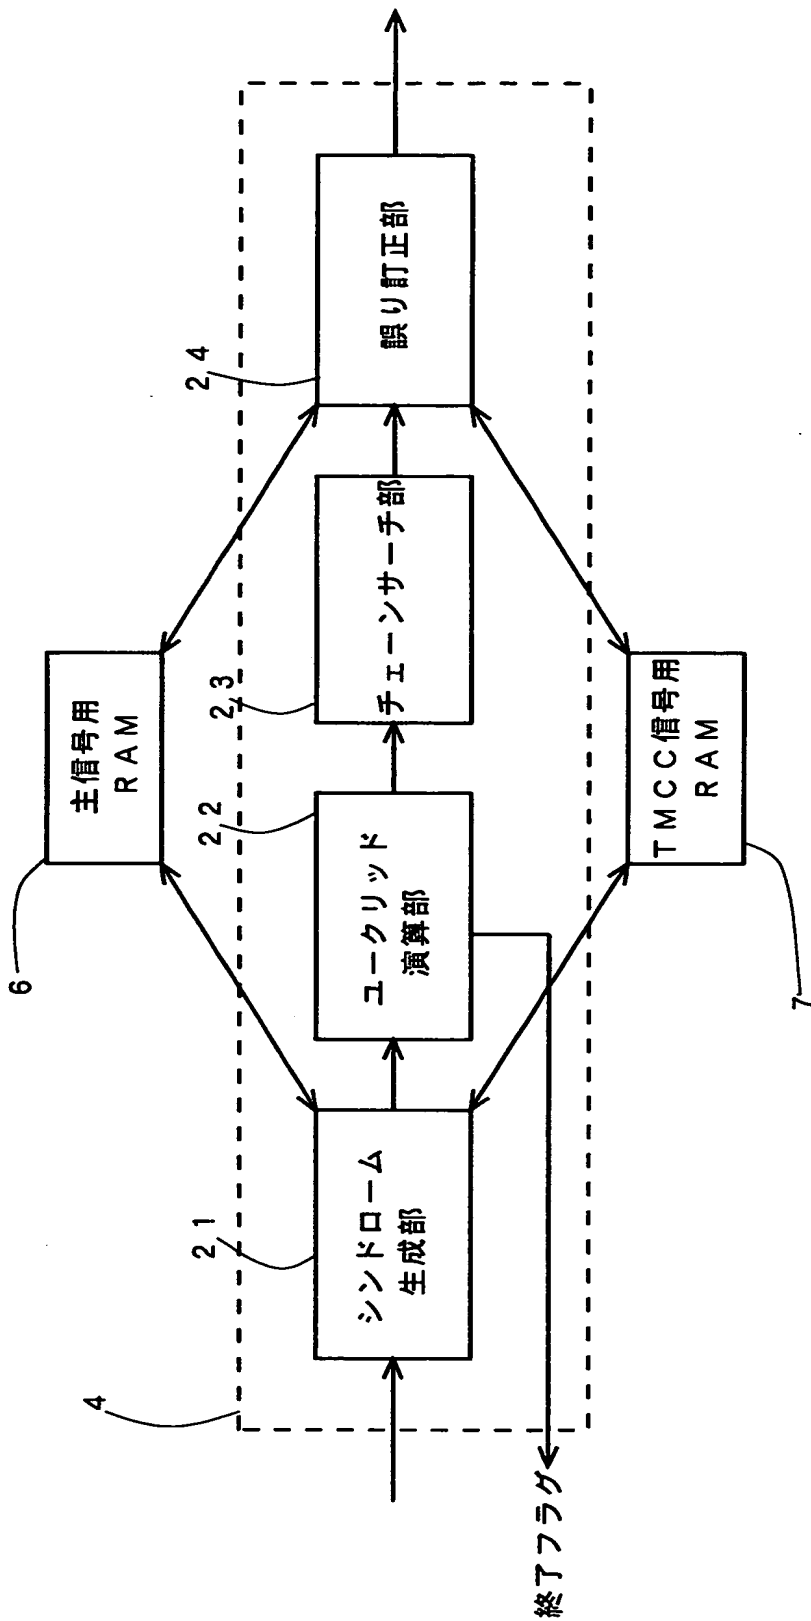 6
主信号用
RAM
4
21
シンドローム
生成部
22
ユークリッド
演算部
23
チェーンサーチ部
24
誤り訂正部
終了フラグ
TMCC信号用
RAM
7